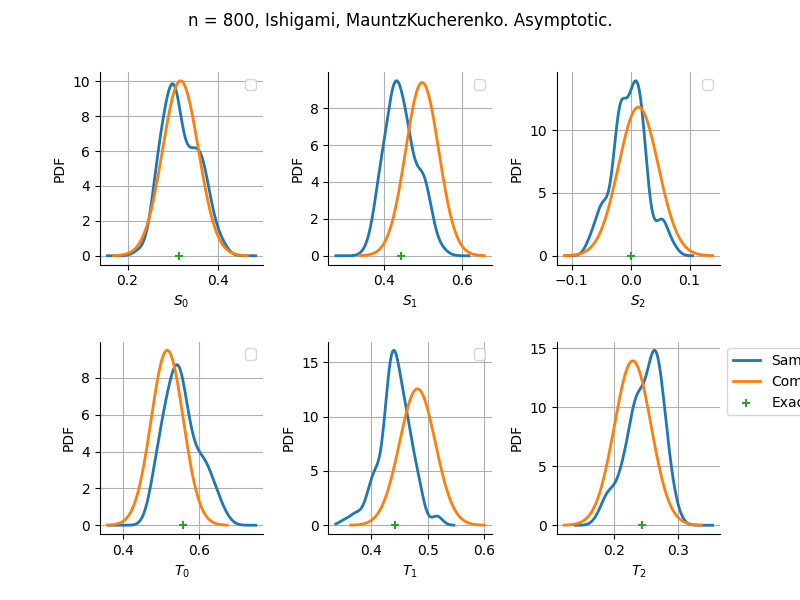 n = 800, Ishigami, MauntzKucherenko. Asymptotic.
PDF
10
8
6
4
2
0
0.2 0.4
S₀
PDF
8
6
4
2
0
0.4 0.6
S₁
PDF
10
5
0
−0.1 0.0 0.1
S₂
PDF
8
6
4
2
0
0.4 0.6
T₀
PDF
15
10
5
0
0.4 0.5 0.6
T₁
PDF
15
10
5
0
0.2 0.3
T₂
Sam
Com
Exac